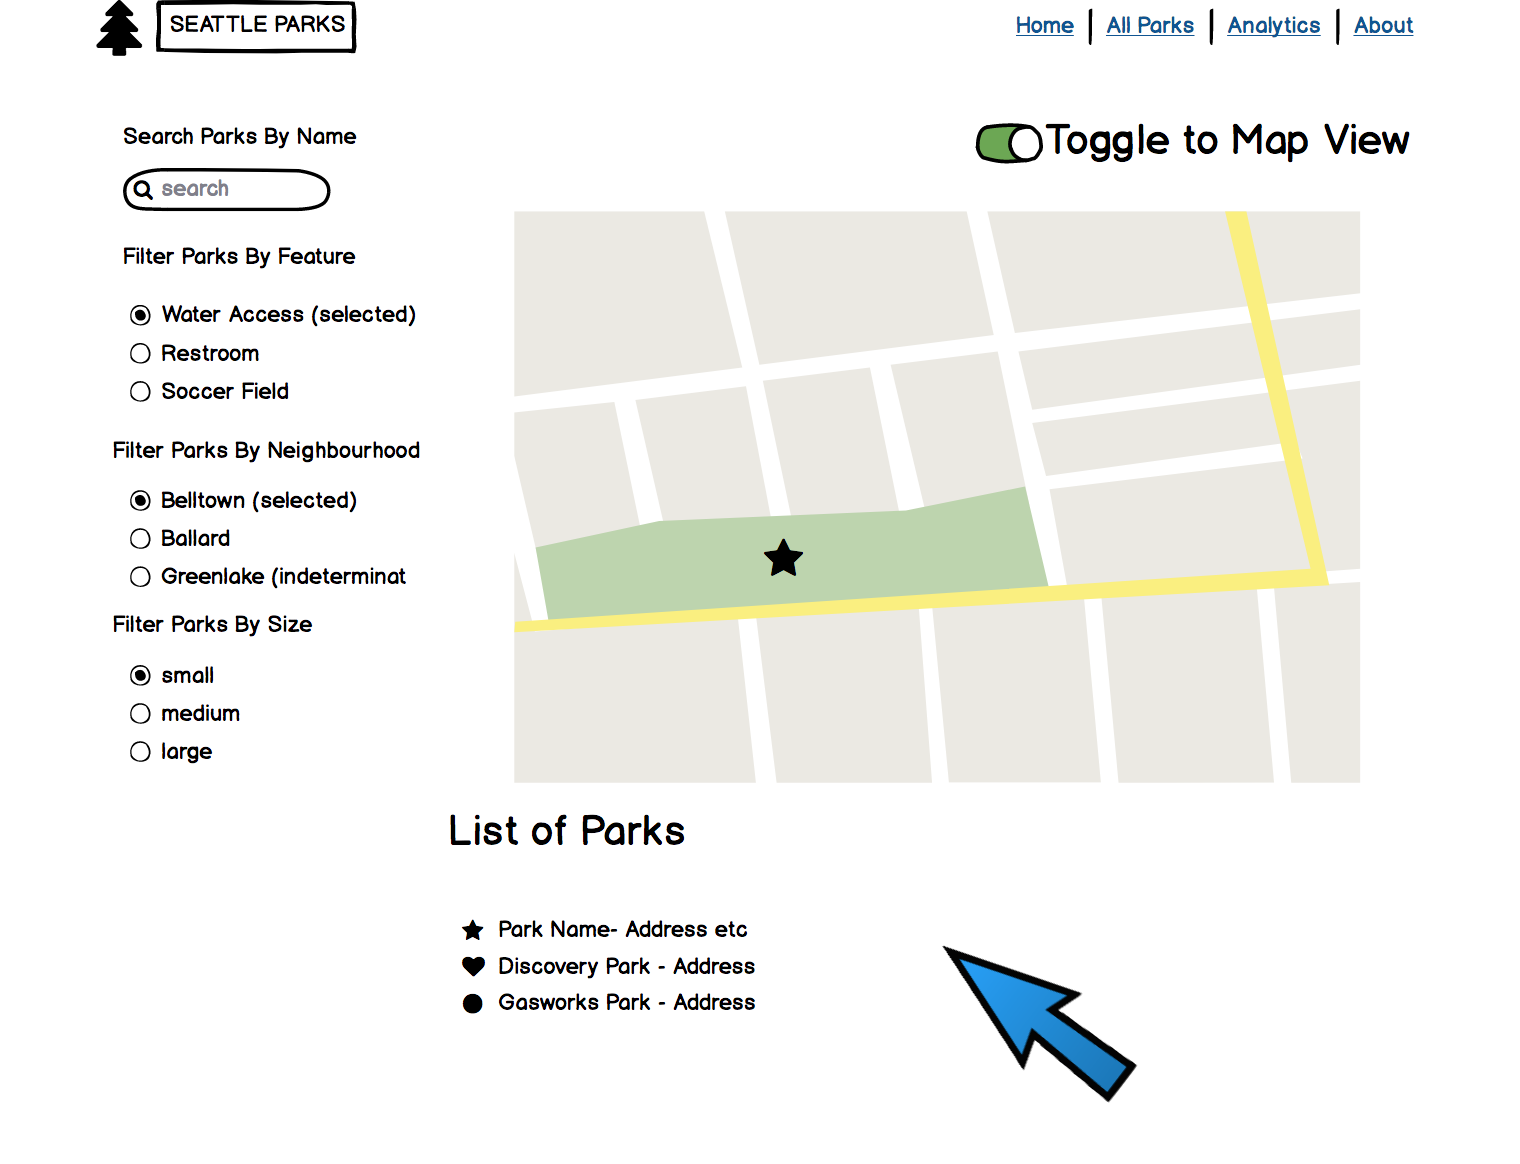 SEATTLE PARKS
Home
All Parks
Analytics
About
Search Parks By Name
search
Toggle to Map View
Filter Parks By Feature
Water Access (selected)
Restroom
Soccer Field
Filter Parks By Neighbourhood
Belltown (selected)
Ballard
Greenlake (indeterminat
Filter Parks By Size
small
medium
large
List of Parks
Park Name- Address etc
Discovery Park - Address
Gasworks Park - Address